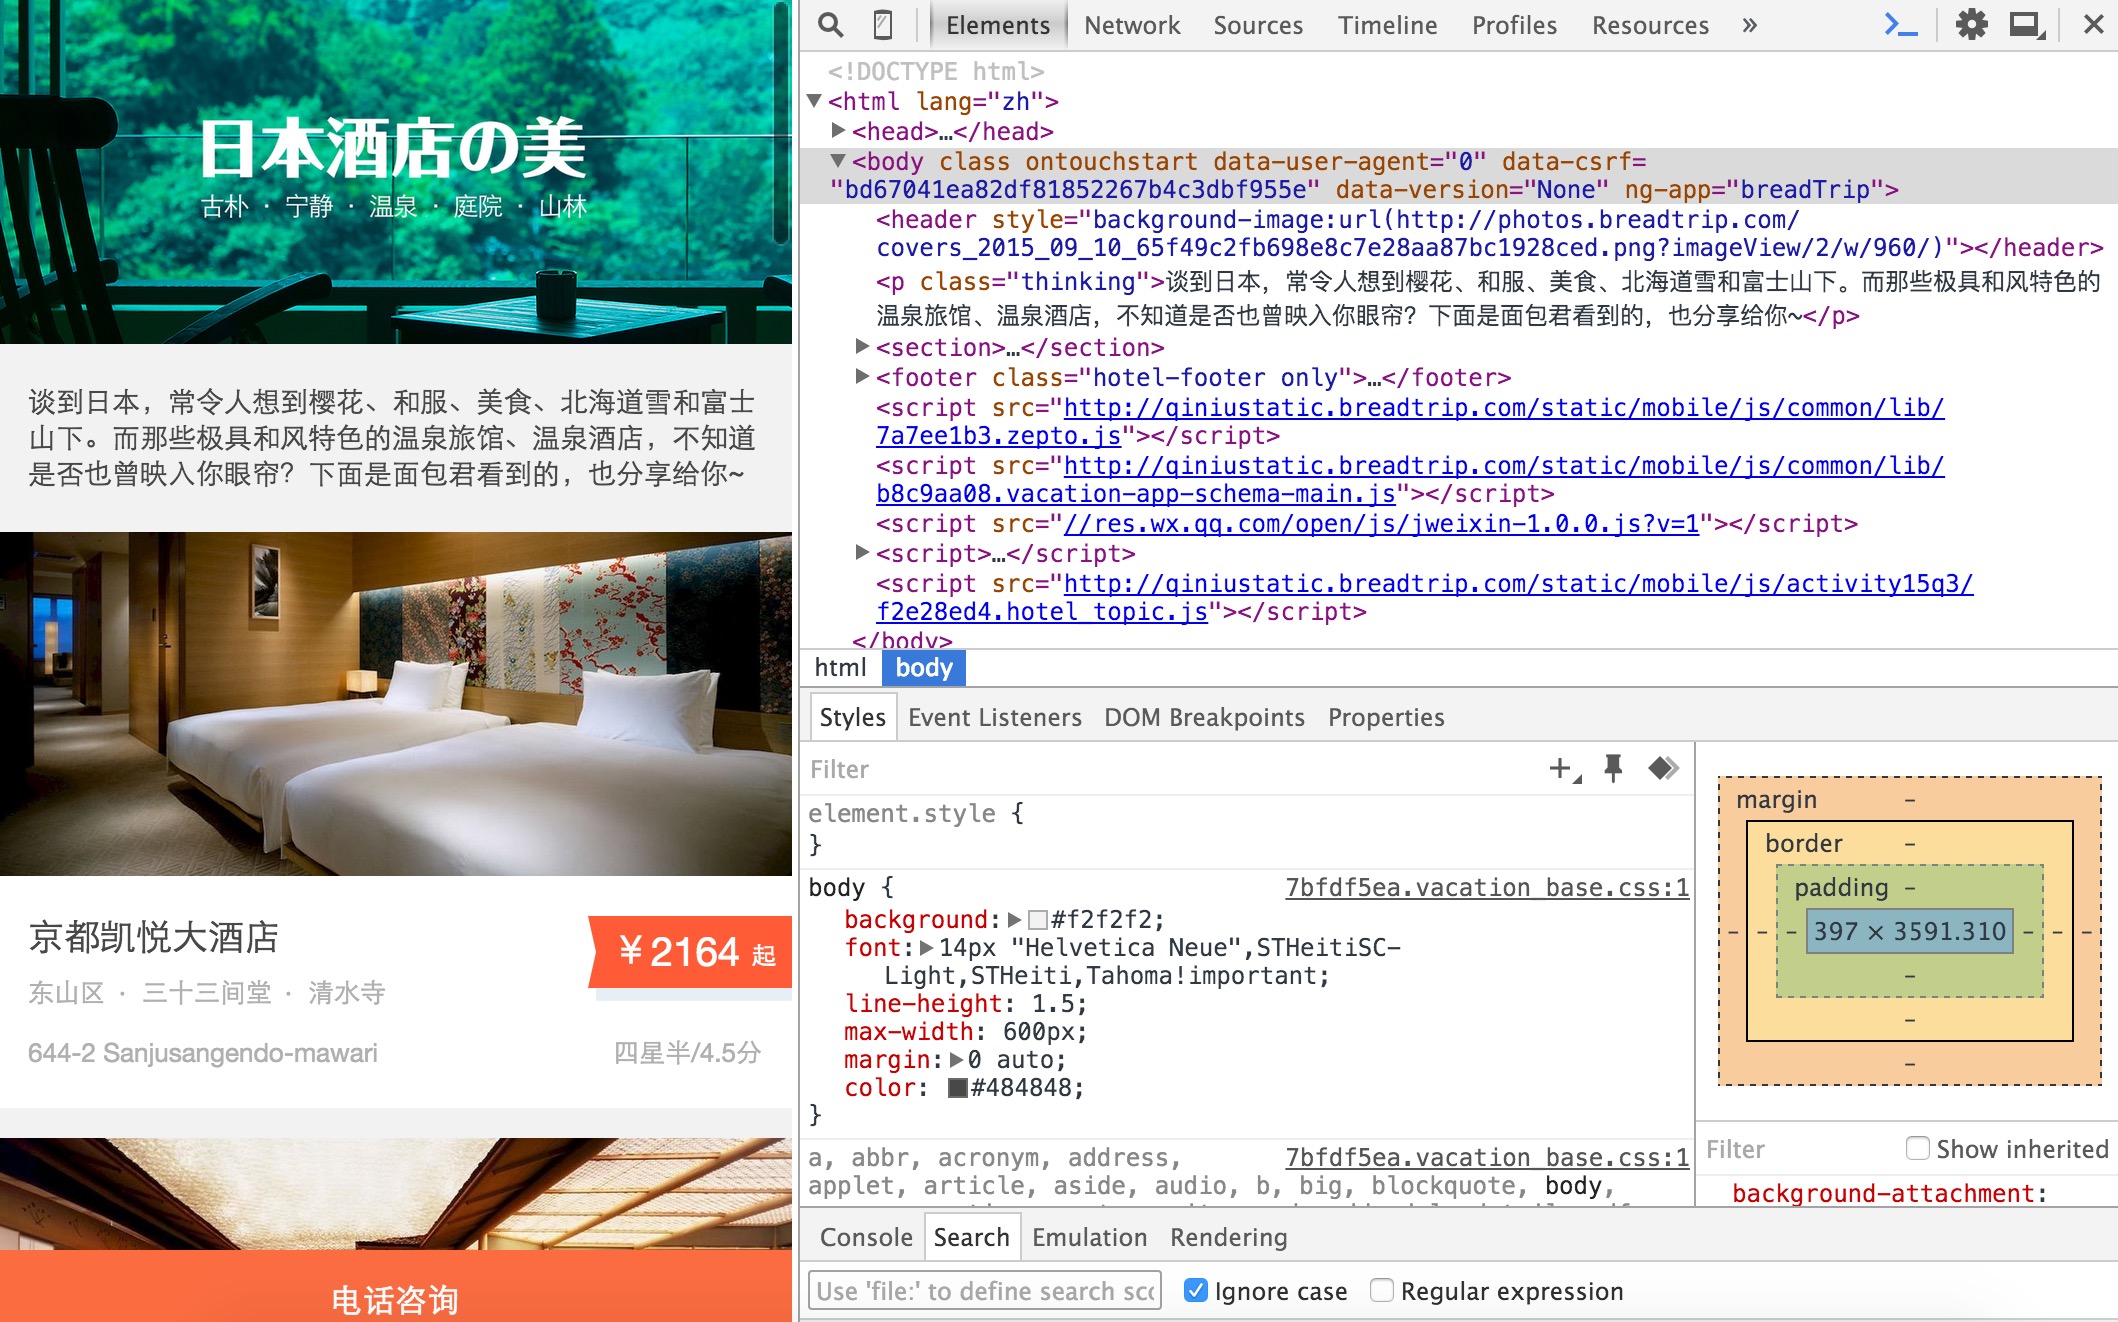 日本酒店の美
古朴 · 宁静 · 温泉 · 庭院 · 山林
谈到日本，常令人想到樱花、和服、美食、北海道雪和富士
山下。而那些极具和风特色的温泉旅馆、温泉酒店，不知道
是否也曾映入你眼帘？下面是面包君看到的，也分享给你~
京都凯悦大酒店
¥2164 起
东山区 · 三十三间堂 · 清水寺
644-2 Sanjusangendo-mawari
四星半/4.5分
电话咨询
Elements Network Sources Timeline Profiles Resources »
<!DOCTYPE html>
<html lang="zh">
<head>…</head>
<body class ontouchstart data-user-agent="0" data-csrf=
"bd67041ea82df81852267b4c3dbf955e" data-version="None" ng-app="breadTrip">
<header style="background-image:url(http://photos.breadtrip.com/
covers_2015_09_10_65f49c2fb698e8c7e28aa87bc1928ced.png?imageView/2/w/960/)"></header>
<p class="thinking">谈到日本，常令人想到樱花、和服、美食、北海道雪和富士山下。而那些极具和风特色的
温泉旅馆、温泉酒店，不知道是否也曾映入你眼帘？下面是面包君看到的，也分享给你~</p>
<section>…</section>
<footer class="hotel-footer only">…</footer>
<script src="http://qiniustatic.breadtrip.com/static/mobile/js/common/lib/
7a7ee1b3.zepto.js"></script>
<script src="http://qiniustatic.breadtrip.com/static/mobile/js/common/lib/
b8c9aa08.vacation-app-schema-main.js"></script>
<script src="//res.wx.qq.com/open/js/jweixin-1.0.0.js?v=1"></script>
<script>…</script>
<script src="http://qiniustatic.breadtrip.com/static/mobile/js/activity15q3/
f2e28ed4.hotel_topic.js"></script>
</body>
html body
Styles Event Listeners DOM Breakpoints Properties
Filter
element.style {
}
body {
7bfdf5ea.vacation_base.css:1
background: #f2f2f2;
font: 14px "Helvetica Neue",STHeitiSC-
Light,STHeiti,Tahoma!important;
line-height: 1.5;
max-width: 600px;
margin: 0 auto;
color: #484848;
}
a, abbr, acronym, address,
7bfdf5ea.vacation_base.css:1
applet, article, aside, audio, b, big, blockquote, body,
margin -
border -
padding -
- - - 397 × 3591.310 - - -
-
-
-
Filter
Show inherited
background-attachment:
Console Search Emulation Rendering
Use 'file:' to define search sc
Ignore case
Regular expression